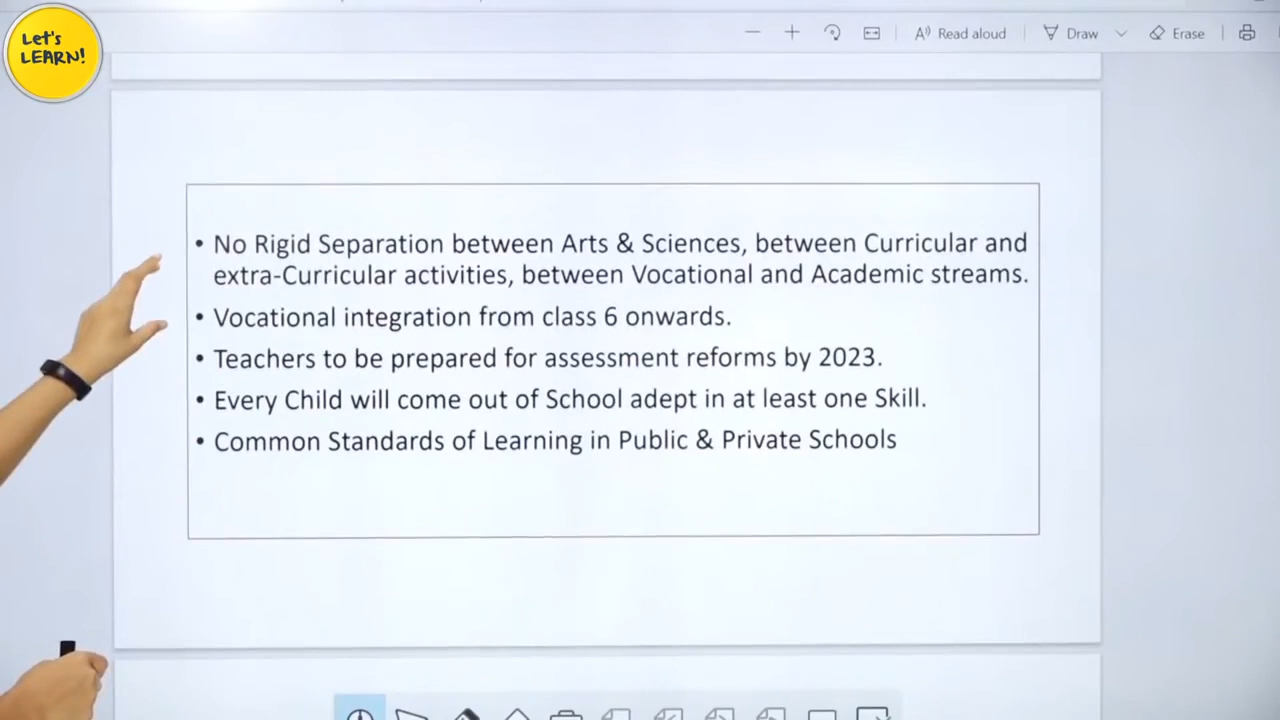 Let's
LEARN!
Read aloud
Draw
Erase
• No Rigid Separation between Arts & Sciences, between Curricular and
extra-Curricular activities, between Vocational and Academic streams.
• Vocational integration from class 6 onwards.
• Teachers to be prepared for assessment reforms by 2023.
• Every Child will come out of School adept in at least one Skill.
• Common Standards of Learning in Public & Private Schools